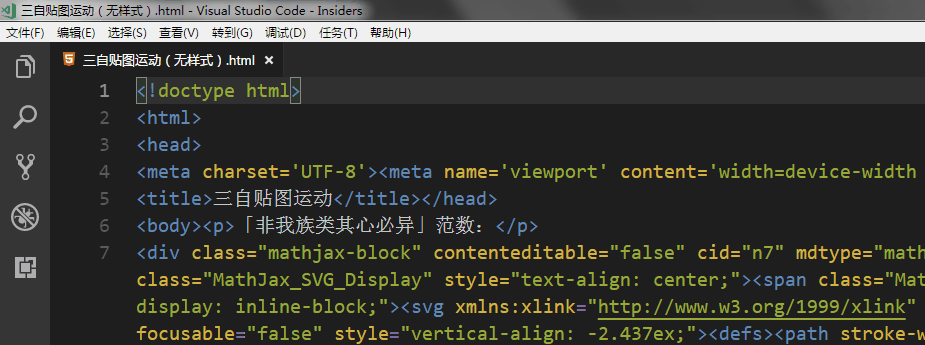 三自贴图运动（无样式）.html - Visual Studio Code - Insiders
文件(F) 编辑(E) 选择(S) 查看(V) 转到(G) 调试(D) 任务(T) 帮助(H)
三自贴图运动（无样式）.html ×
1 <!doctype html>
2 <html>
3 <head>
4 <meta charset='UTF-8'><meta name='viewport' content='width=device-width
5 <title>三自贴图运动</title></head>
6 <body><p>「非我族类其心必异」范数：</p>
7 <div class="mathjax-block" contenteditable="false" cid="n7" mdtype="math
class="MathJax_SVG_Display" style="text-align: center;"><span class="Mat
display: inline-block;"><svg xmlns:xlink="http://www.w3.org/1999/xlink"
focusable="false" style="vertical-align: -2.437ex;"><defs><path stroke-w